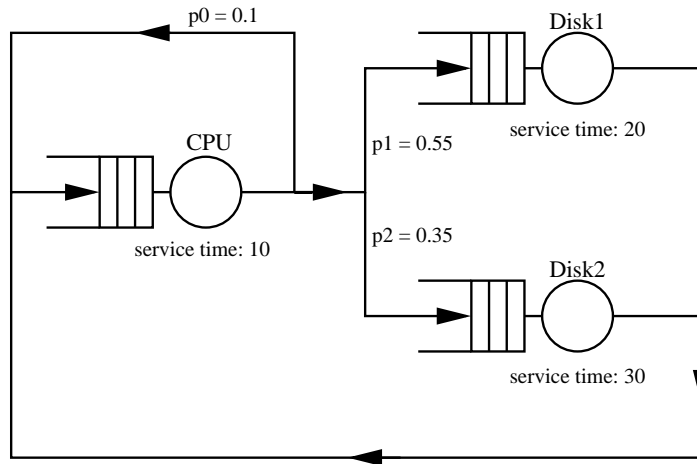 p0 = 0.1
Disk1
service time: 20
p1 = 0.55
CPU
service time: 10
p2 = 0.35
Disk2
service time: 30